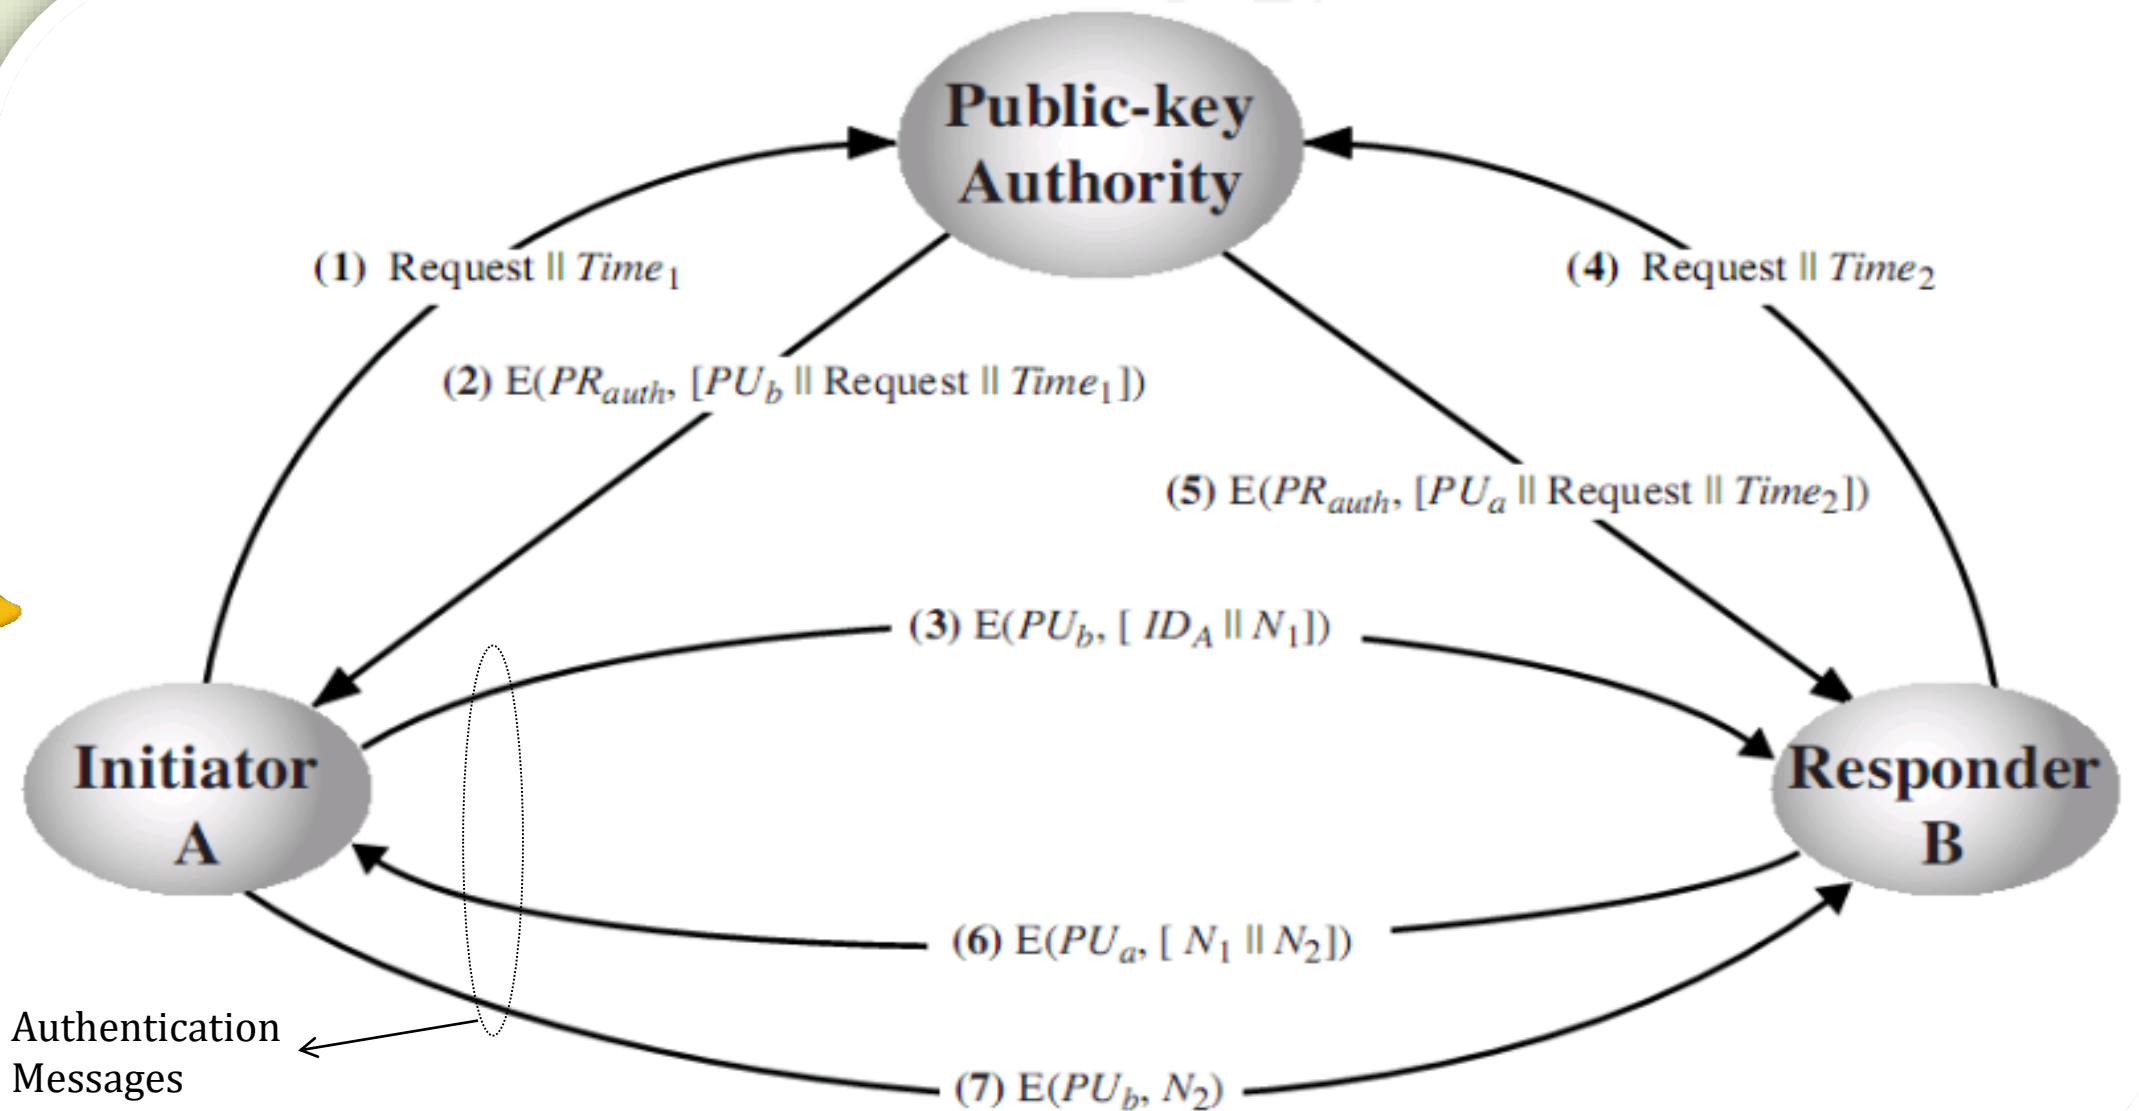 Public-key
Authority
(1) Request || Time1
(4) Request || Time2
(2) E(PRauth, [PUb || Request || Time1])
(5) E(PRauth, [PUa || Request || Time2])
(3) E(PUb, [ IDA || N1])
Initiator
A
Responder
B
(6) E(PUa, [ N1 || N2])
Authentication
Messages
(7) E(PUb, N2)